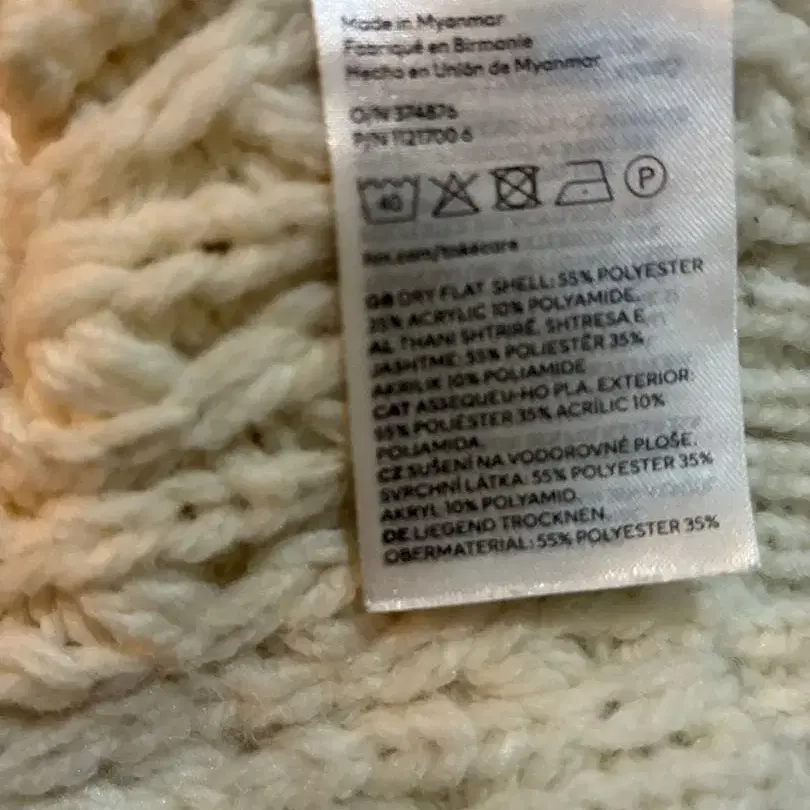 Made in Myanmar
Fabriqué en Birmanie
Hecho en Unión de Myanmar
O/N 374876
P/N 1121700 6
40
P
hm.com/takecare
GB DRY FLAT SHELL: 55% POLYESTER
35% ACRYLIC 10% POLYAMIDE.
AL THANI SHTRIRË. SHTRESA E
JASHTME: 55% POLIESTËR 35%
AKRILIK 10% POLIAMIDE
CAT ASSEQUEU-HO PLA. EXTERIOR:
55% POLIÈSTER 35% ACRÍLIC 10%
POLIAMIDA.
CZ SUŠENÍ NA VODOROVNÉ PLOŠE.
SVRCHNÍ LÁTKA: 55% POLYESTER 35%
AKRYL 10% POLYAMID.
DE LIEGEND TROCKNEN.
OBERMATERIAL: 55% POLYESTER 35%